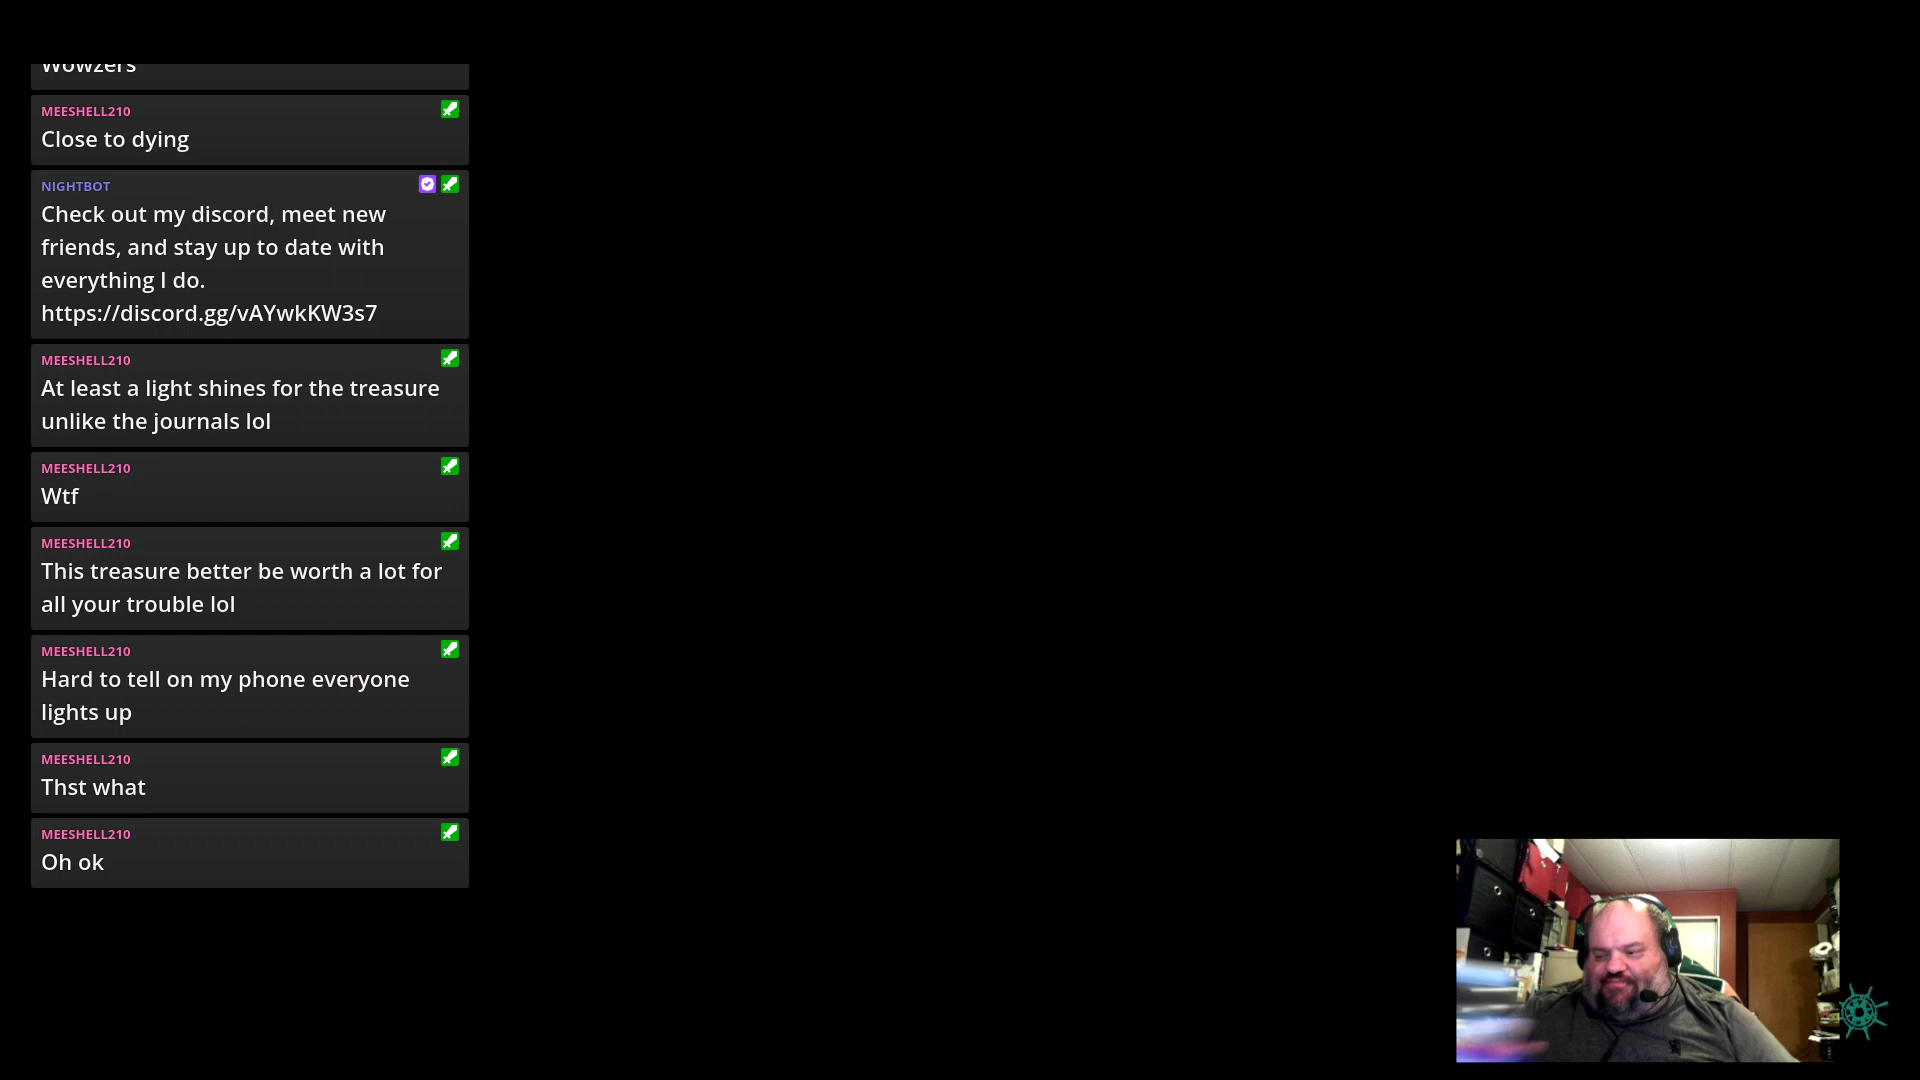 Wowzers
MEESHELL210
Close to dying
NIGHTBOT
Check out my discord, meet new
friends, and stay up to date with
everything I do.
https://discord.gg/vAYwkKW3s7
MEESHELL210
At least a light shines for the treasure
unlike the journals lol
MEESHELL210
Wtf
MEESHELL210
This treasure better be worth a lot for
all your trouble lol
MEESHELL210
Hard to tell on my phone everyone
lights up
MEESHELL210
Thst what
MEESHELL210
Oh ok